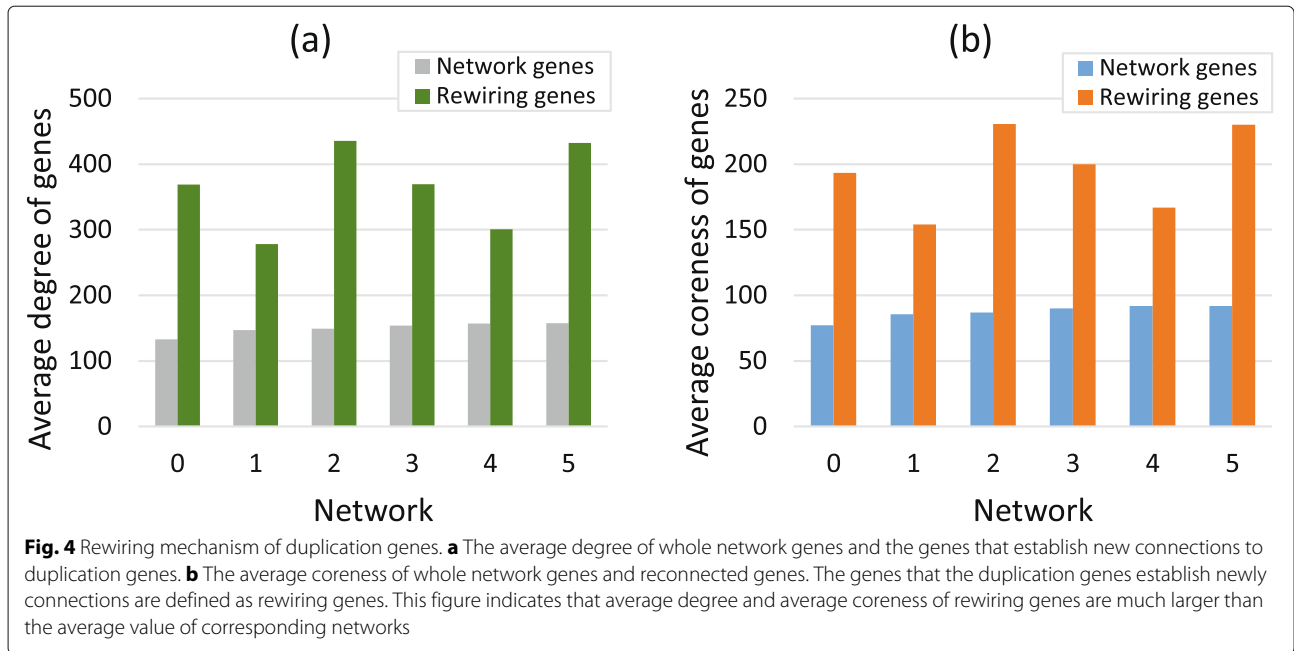 (a)
Network genes
Rewiring genes
Average degree of genes
500
400
300
200
100
0
0 1 2 3 4 5
Network
(b)
Network genes
Rewiring genes
Average coreness of genes
250
200
150
100
50
0
0 1 2 3 4 5
Network
Fig. 4 Rewiring mechanism of duplication genes. a The average degree of whole network genes and the genes that establish new connections to
duplication genes. b The average coreness of whole network genes and reconnected genes. The genes that the duplication genes establish newly
connections are defined as rewiring genes. This figure indicates that average degree and average coreness of rewiring genes are much larger than
the average value of corresponding networks